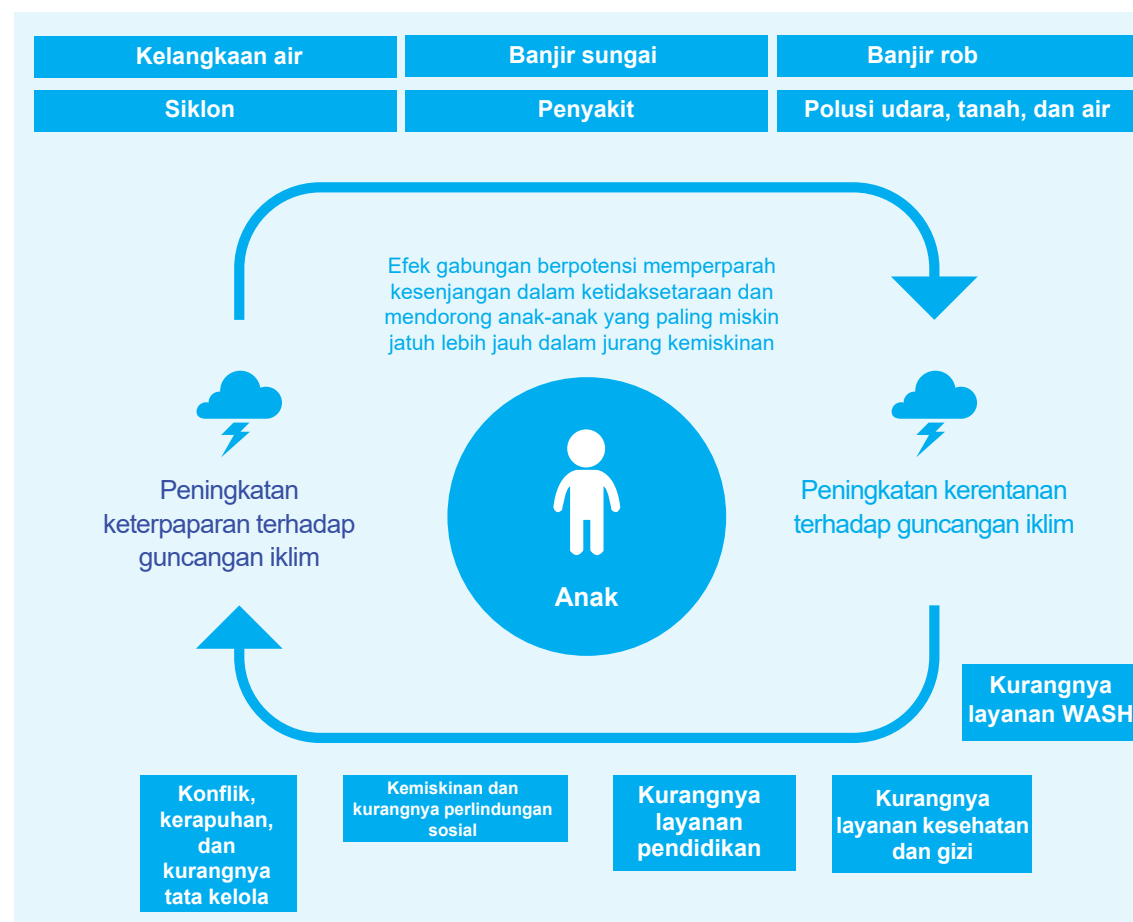 Kelangkaan air
Banjir sungai
Banjir rob
Siklon
Penyakit
Polusi udara, tanah, dan air
Efek gabungan berpotensi memperparah
kesenjangan dalam ketidaksetaraan dan
mendorong anak-anak yang paling miskin
jatuh lebih jauh dalam jurang kemiskinan
Peningkatan
keterpaparan terhadap
guncangan iklim
Anak
Peningkatan kerentanan
terhadap guncangan iklim
Kurangnya
layanan WASH
Konflik,
kerapuhan,
dan
kurangnya
tata kelola
Kemiskinan dan
kurangnya perlindungan
sosial
Kurangnya
layanan
pendidikan
Kurangnya
layanan kesehatan
dan gizi